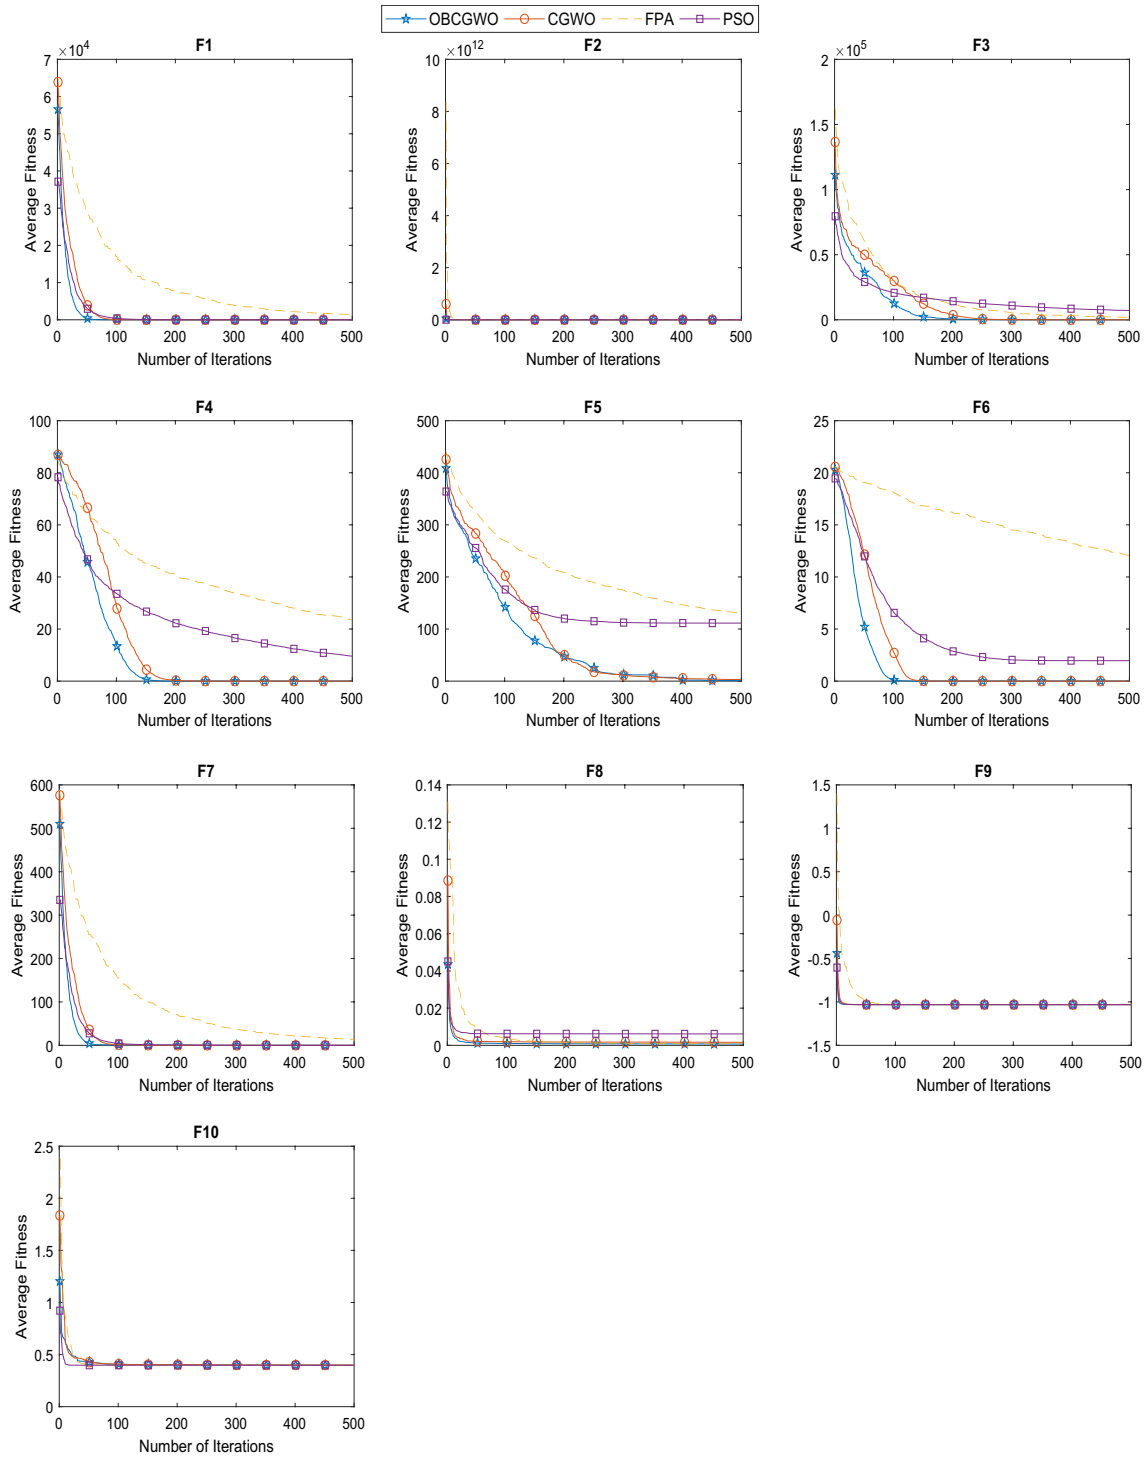 OBCGWO CGWO FPA PSO
F1
×10^4
7
6
5
4
3
2
1
0
Average Fitness
0 100 200 300 400 500
Number of Iterations
F2
×10^12
10
8
6
4
2
0
Average Fitness
0 100 200 300 400 500
Number of Iterations
F3
×10^5
2
1.5
1
0.5
0
Average Fitness
0 100 200 300 400 500
Number of Iterations
F4
100
80
60
40
20
0
Average Fitness
0 100 200 300 400 500
Number of Iterations
F5
500
400
300
200
100
0
Average Fitness
0 100 200 300 400 500
Number of Iterations
F6
25
20
15
10
5
0
Average Fitness
0 100 200 300 400 500
Number of Iterations
F7
600
500
400
300
200
100
0
Average Fitness
0 100 200 300 400 500
Number of Iterations
F8
0.14
0.12
0.1
0.08
0.06
0.04
0.02
0
Average Fitness
0 100 200 300 400 500
Number of Iterations
F9
1.5
1
0.5
0
-0.5
-1
-1.5
Average Fitness
0 100 200 300 400 500
Number of Iterations
F10
2.5
2
1.5
1
0.5
0
Average Fitness
0 100 200 300 400 500
Number of Iterations